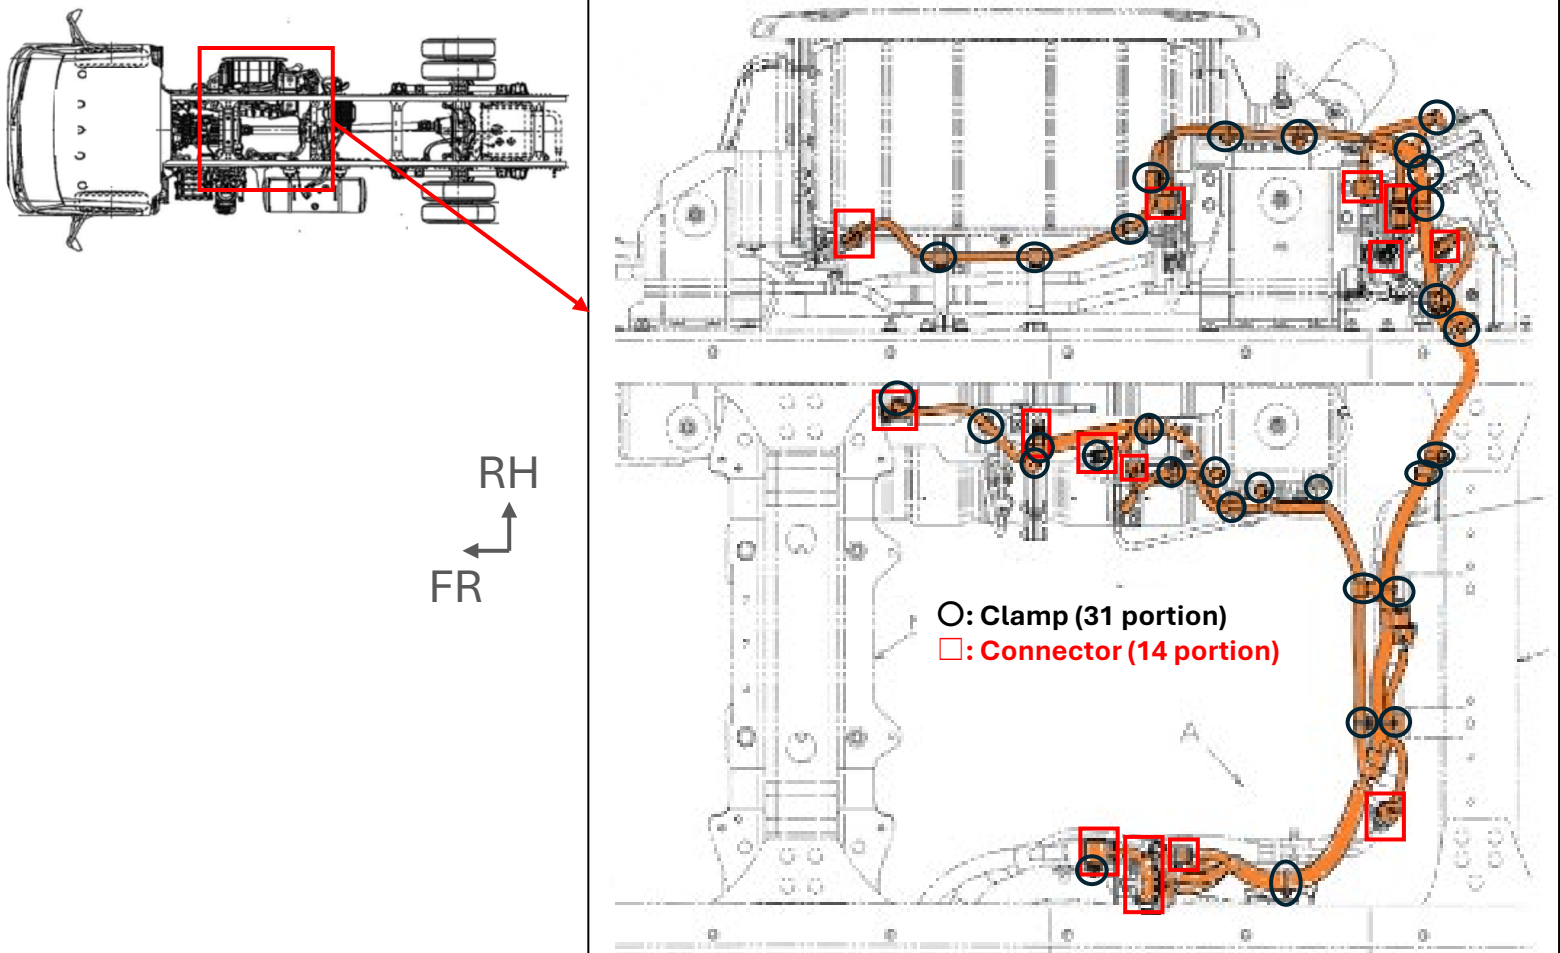 RH
FR
○: Clamp (31 portion)
□: Connector (14 portion)
A